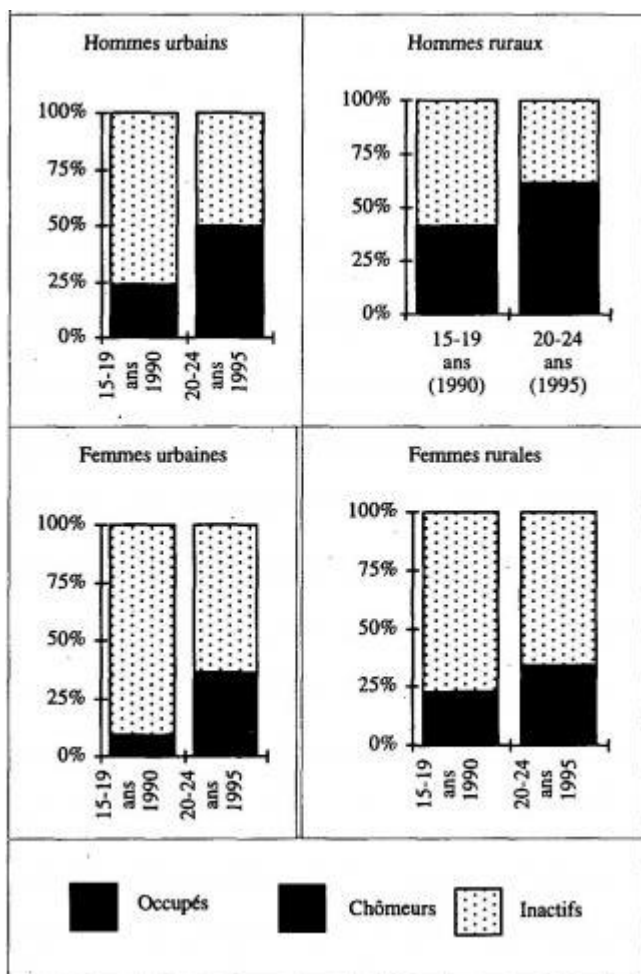 Hommes urbains
100%
75%
50%
25%
0%
15-19
ans
1990
20-24
ans
1995
Hommes ruraux
100%
75%
50%
25%
0%
15-19
ans
(1990)
20-24
ans
(1995)
Femmes urbaines
100%
75%
50%
25%
0%
15-19
ans
1990
20-24
ans
1995
Femmes rurales
100%
75%
50%
25%
0%
15-19
ans
1990
20-24
ans
1995
Occupés
Chômeurs
Inactifs